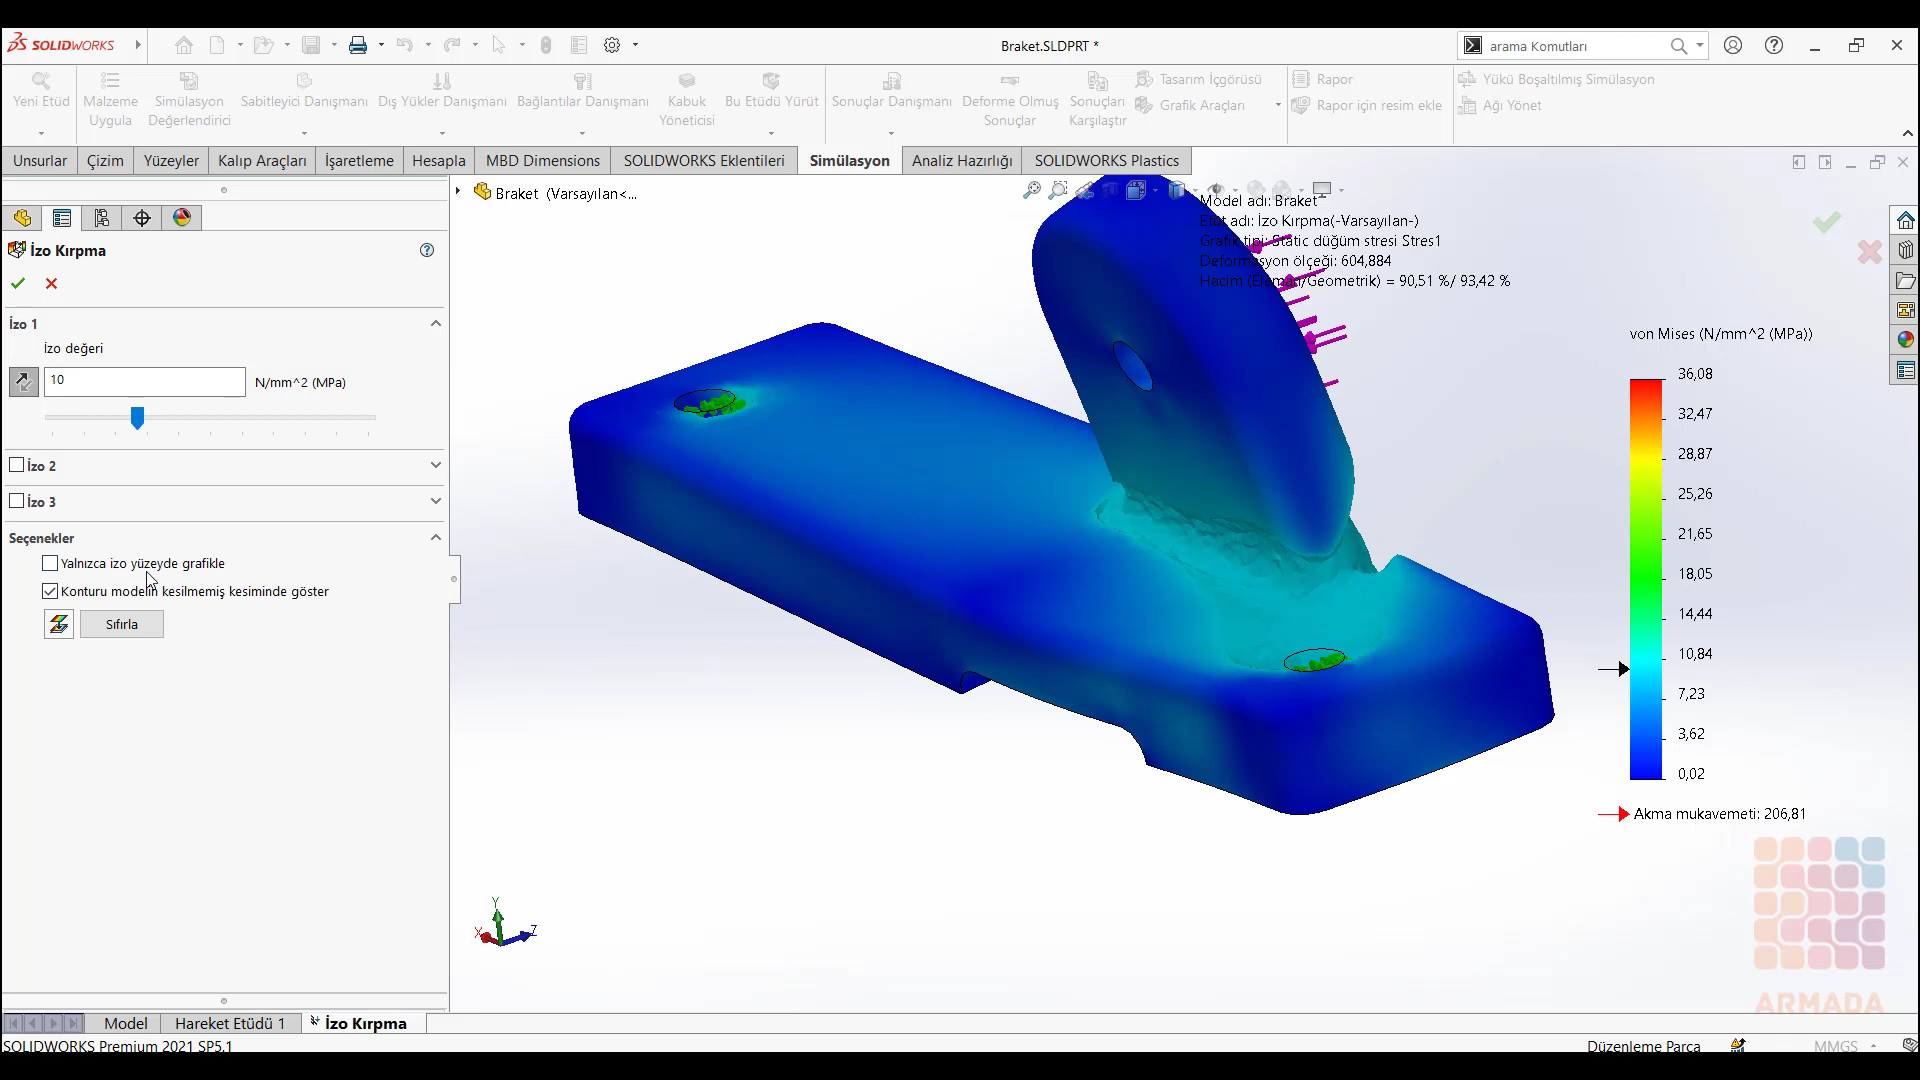 SOLIDWORKS
Braket.SLDPRT *
arama Komutları
Yeni Etüd
Malzeme
Uygula
Simülasyon
Değerlendirici
Sabitleyici Danışmanı
Dış Yükler Danışmanı
Bağlantılar Danışmanı
Kabuk
Yöneticisi
Bu Etüdü Yürüt
Sonuçlar Danışmanı
Deforme Olmuş
Sonuçlar
Sonuçları
Karşılaştır
Tasarım İçgörüsü
Grafik Araçları
Rapor
Rapor için resim ekle
Yükü Boşaltılmış Simülasyon
Ağı Yönet
Unsurlar
Çizim
Yüzeyler
Kalıp Araçları
İşaretleme
Hesapla
MBD Dimensions
SOLIDWORKS Eklentileri
Simülasyon
Analiz Hazırlığı
SOLIDWORKS Plastics
Braket (Varsayılan<...
Model adı: Braket
Etüt adı: İzo Kırpma(-Varsayılan-)
Grafik tipi: Static düğüm stresi Stres1
Deformasyon ölçeği: 604,884
Hacim (Eleman/Geometrik) = 90,51 %/ 93,42 %
İzo Kırpma
İzo 1
İzo değeri
10
N/mm^2 (MPa)
İzo 2
İzo 3
Seçenekler
Yalnızca izo yüzeyde grafikle
Konturu modelin kesilmemiş kesiminde göster
Sıfırla
von Mises (N/mm^2 (MPa))
36,08
32,47
28,87
25,26
21,65
18,05
14,44
10,84
7,23
3,62
0,02
Akma mukavemeti: 206,81
Y
X
Z
ARMADA
Model
Hareket Etüdü 1
İzo Kırpma
SOLIDWORKS Premium 2021 SP5.1
Düzenleme Parça
MMGS